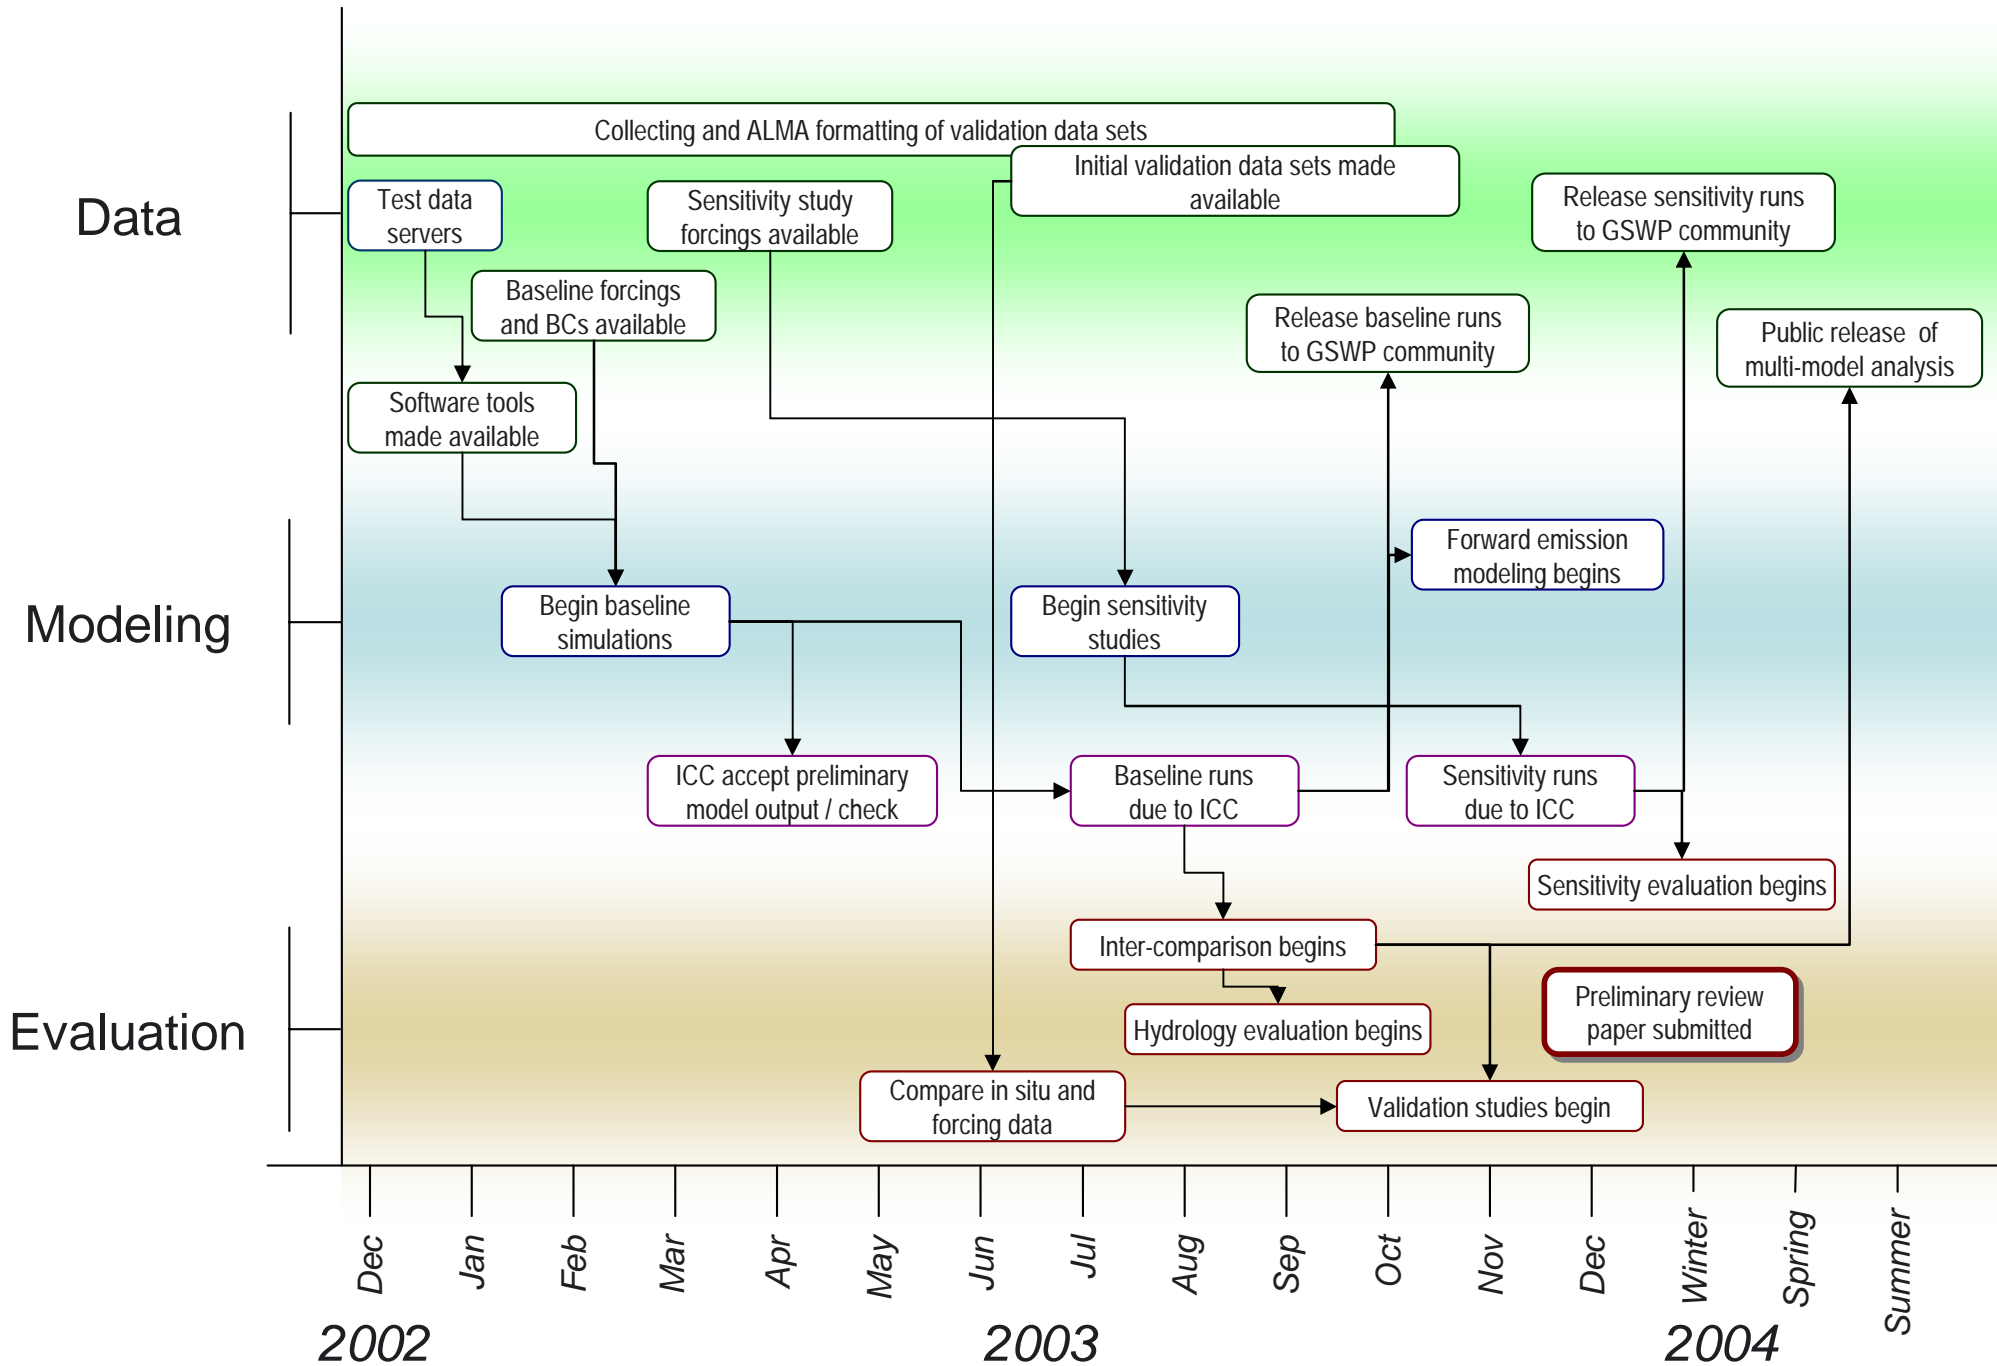 Collecting and ALMA formatting of validation data sets
Initial validation data sets made
available
Data
Test data
servers
Sensitivity study
forcings available
Release sensitivity runs
to GSWP community
Baseline forcings
and BCs available
Release baseline runs
to GSWP community
Public release of
multi-model analysis
Software tools
made available
Modeling
Forward emission
modeling begins
Begin baseline
simulations
Begin sensitivity
studies
ICC accept preliminary
model output / check
Baseline runs
due to ICC
Sensitivity runs
due to ICC
Sensitivity evaluation begins
Evaluation
Inter-comparison begins
Preliminary review
paper submitted
Hydrology evaluation begins
Compare in situ and
forcing data
Validation studies begin
Dec
Jan
Feb
Mar
Apr
May
Jun
Jul
Aug
Sep
Oct
Nov
Dec
Winter
Spring
Summer
2002
2003
2004